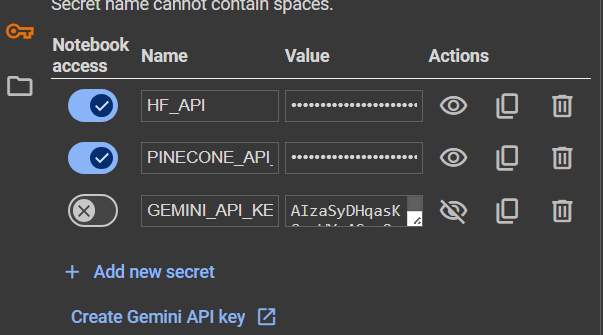 Secret name cannot contain spaces.
Notebook access Name Value Actions
HF_API ••••••••••••••••••••
PINECONE_API_ ••••••••••••••••••••
GEMINI_API_KE AIzaSyDHqasK
+ Add new secret
Create Gemini API key